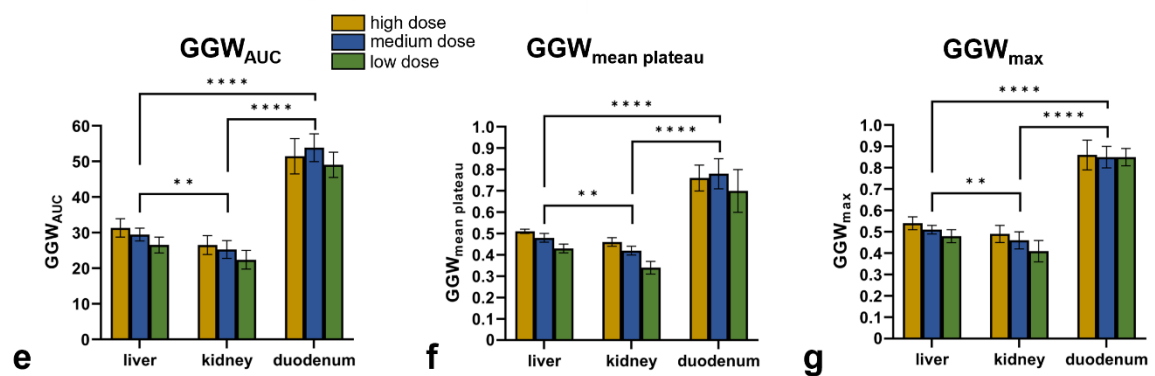 high dose
medium dose
low dose
GGWAUC
****
****
**
GGWAUC
60
50
40
30
20
10
0
liver kidney duodenum
e
GGWmean plateau
****
****
**
GGWmean plateau
1.0
0.9
0.8
0.7
0.6
0.5
0.4
0.3
0.2
0.1
0
liver kidney duodenum
f
GGWmax
****
****
**
GGWmax
1.0
0.9
0.8
0.7
0.6
0.5
0.4
0.3
0.2
0.1
0
liver kidney duodenum
g